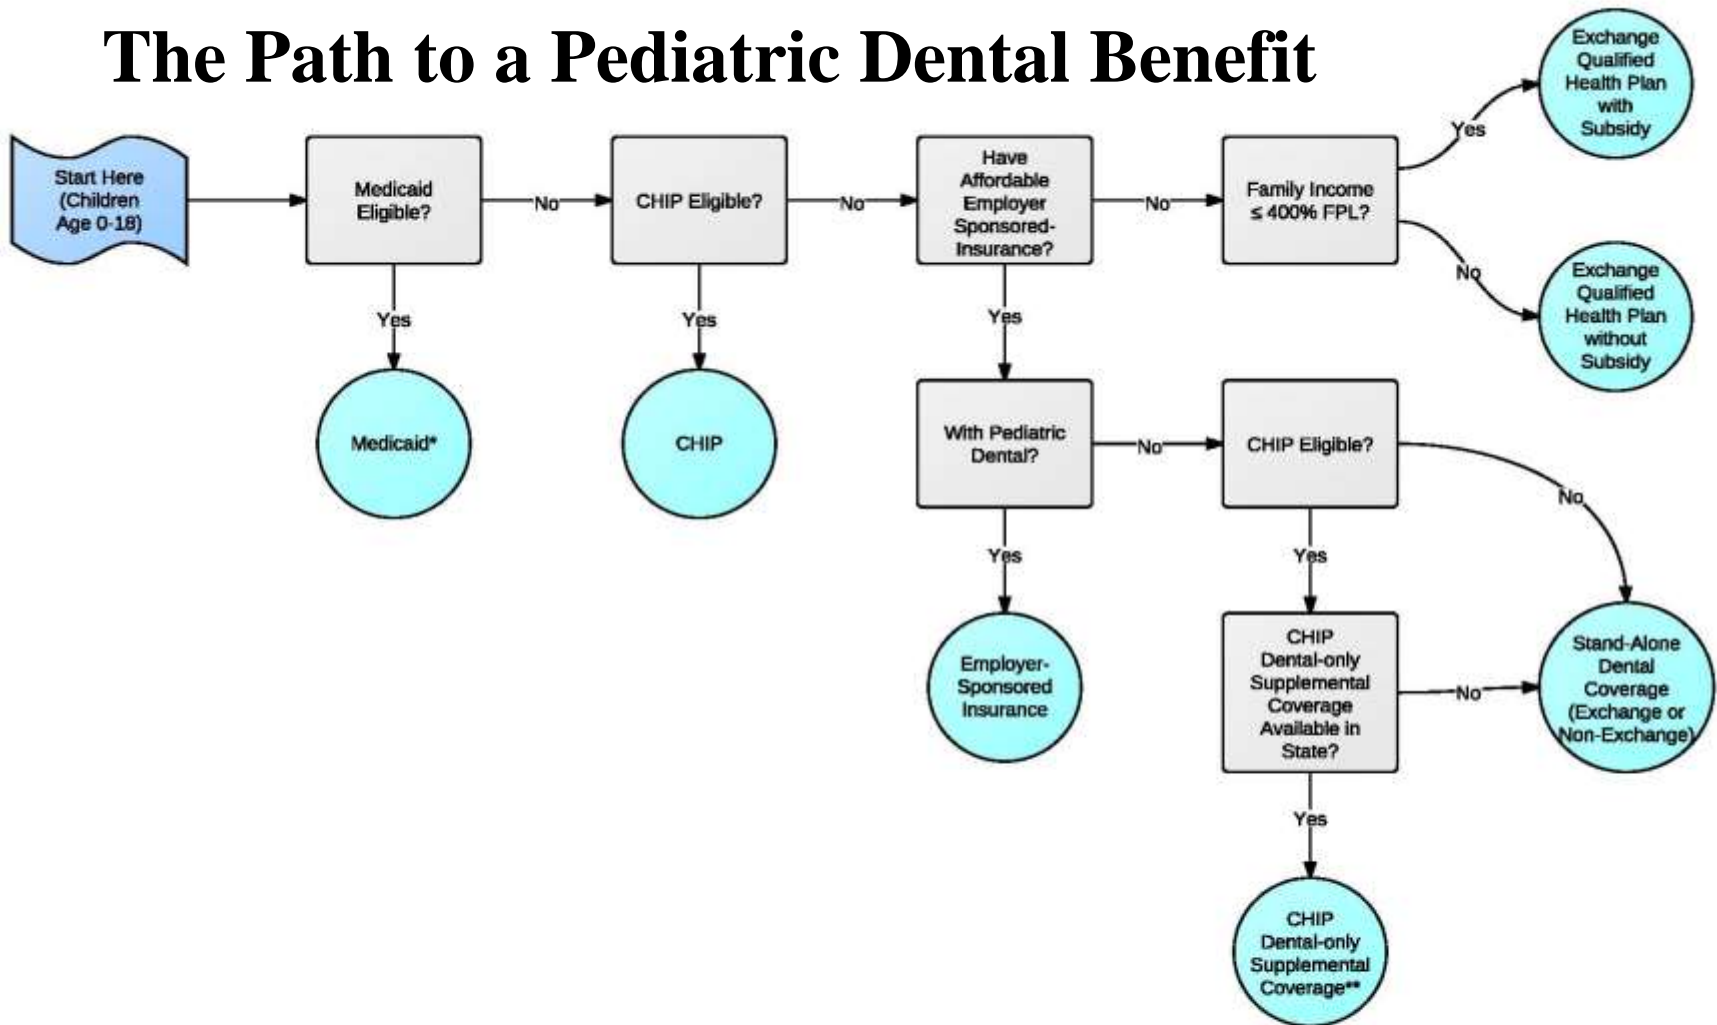 The Path to a Pediatric Dental Benefit
Start Here
(Children
Age 0-18)
Medicaid
Eligible?
No
CHIP Eligible?
No
Have
Affordable
Employer
Sponsored-
Insurance?
No
Family Income
≤ 400% FPL?
Yes
Exchange
Qualified
Health Plan
with
Subsidy
No
Exchange
Qualified
Health Plan
without
Subsidy
Yes
Medicaid*
Yes
CHIP
Yes
With Pediatric
Dental?
No
CHIP Eligible?
No
Yes
Employer-
Sponsored
Insurance
Yes
CHIP
Dental-only
Supplemental
Coverage
Available in
State?
No
Stand-Alone
Dental
Coverage
(Exchange or
Non-Exchange)
Yes
CHIP
Dental-only
Supplemental
Coverage**